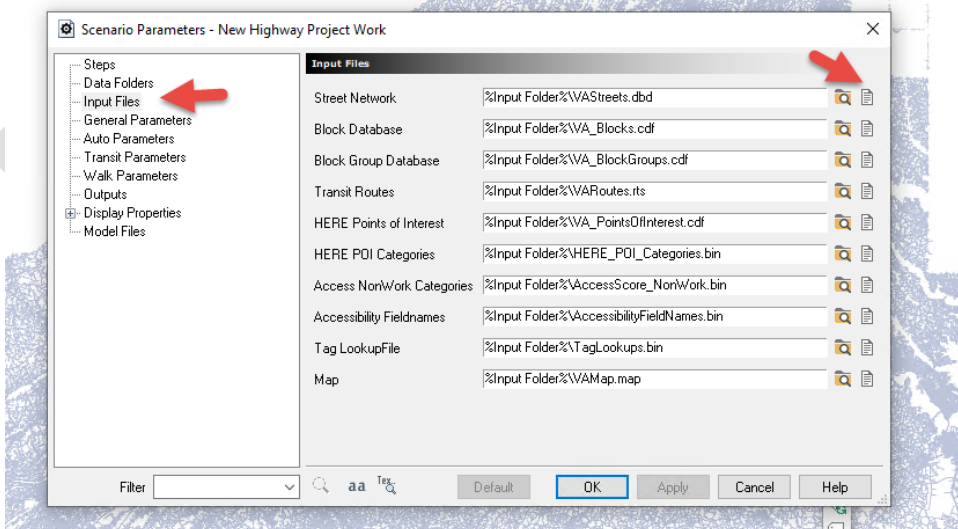 Scenario Parameters - New Highway Project Work
Steps
Data Folders
Input Files
General Parameters
Auto Parameters
Transit Parameters
Walk Parameters
Outputs
Display Properties
Model Files
Input Files
Street Network %Input Folder%\VAStreets.dbd
Block Database %Input Folder%\VA_Blocks.cdf
Block Group Database %Input Folder%\VA_BlockGroups.cdf
Transit Routes %Input Folder%\VARoutes.rts
HERE Points of Interest %Input Folder%\VA_PointsOfInterest.cdf
HERE POI Categories %Input Folder%\HERE_POI_Categories.bin
Access NonWork Categories %Input Folder%\AccessScore_NonWork.bin
Accessibility Fieldnames %Input Folder%\AccessibilityFieldNames.bin
Tag LookupFile %Input Folder%\TagLookups.bin
Map %Input Folder%\VAMap.map
Filter aa Tex Default OK Apply Cancel Help